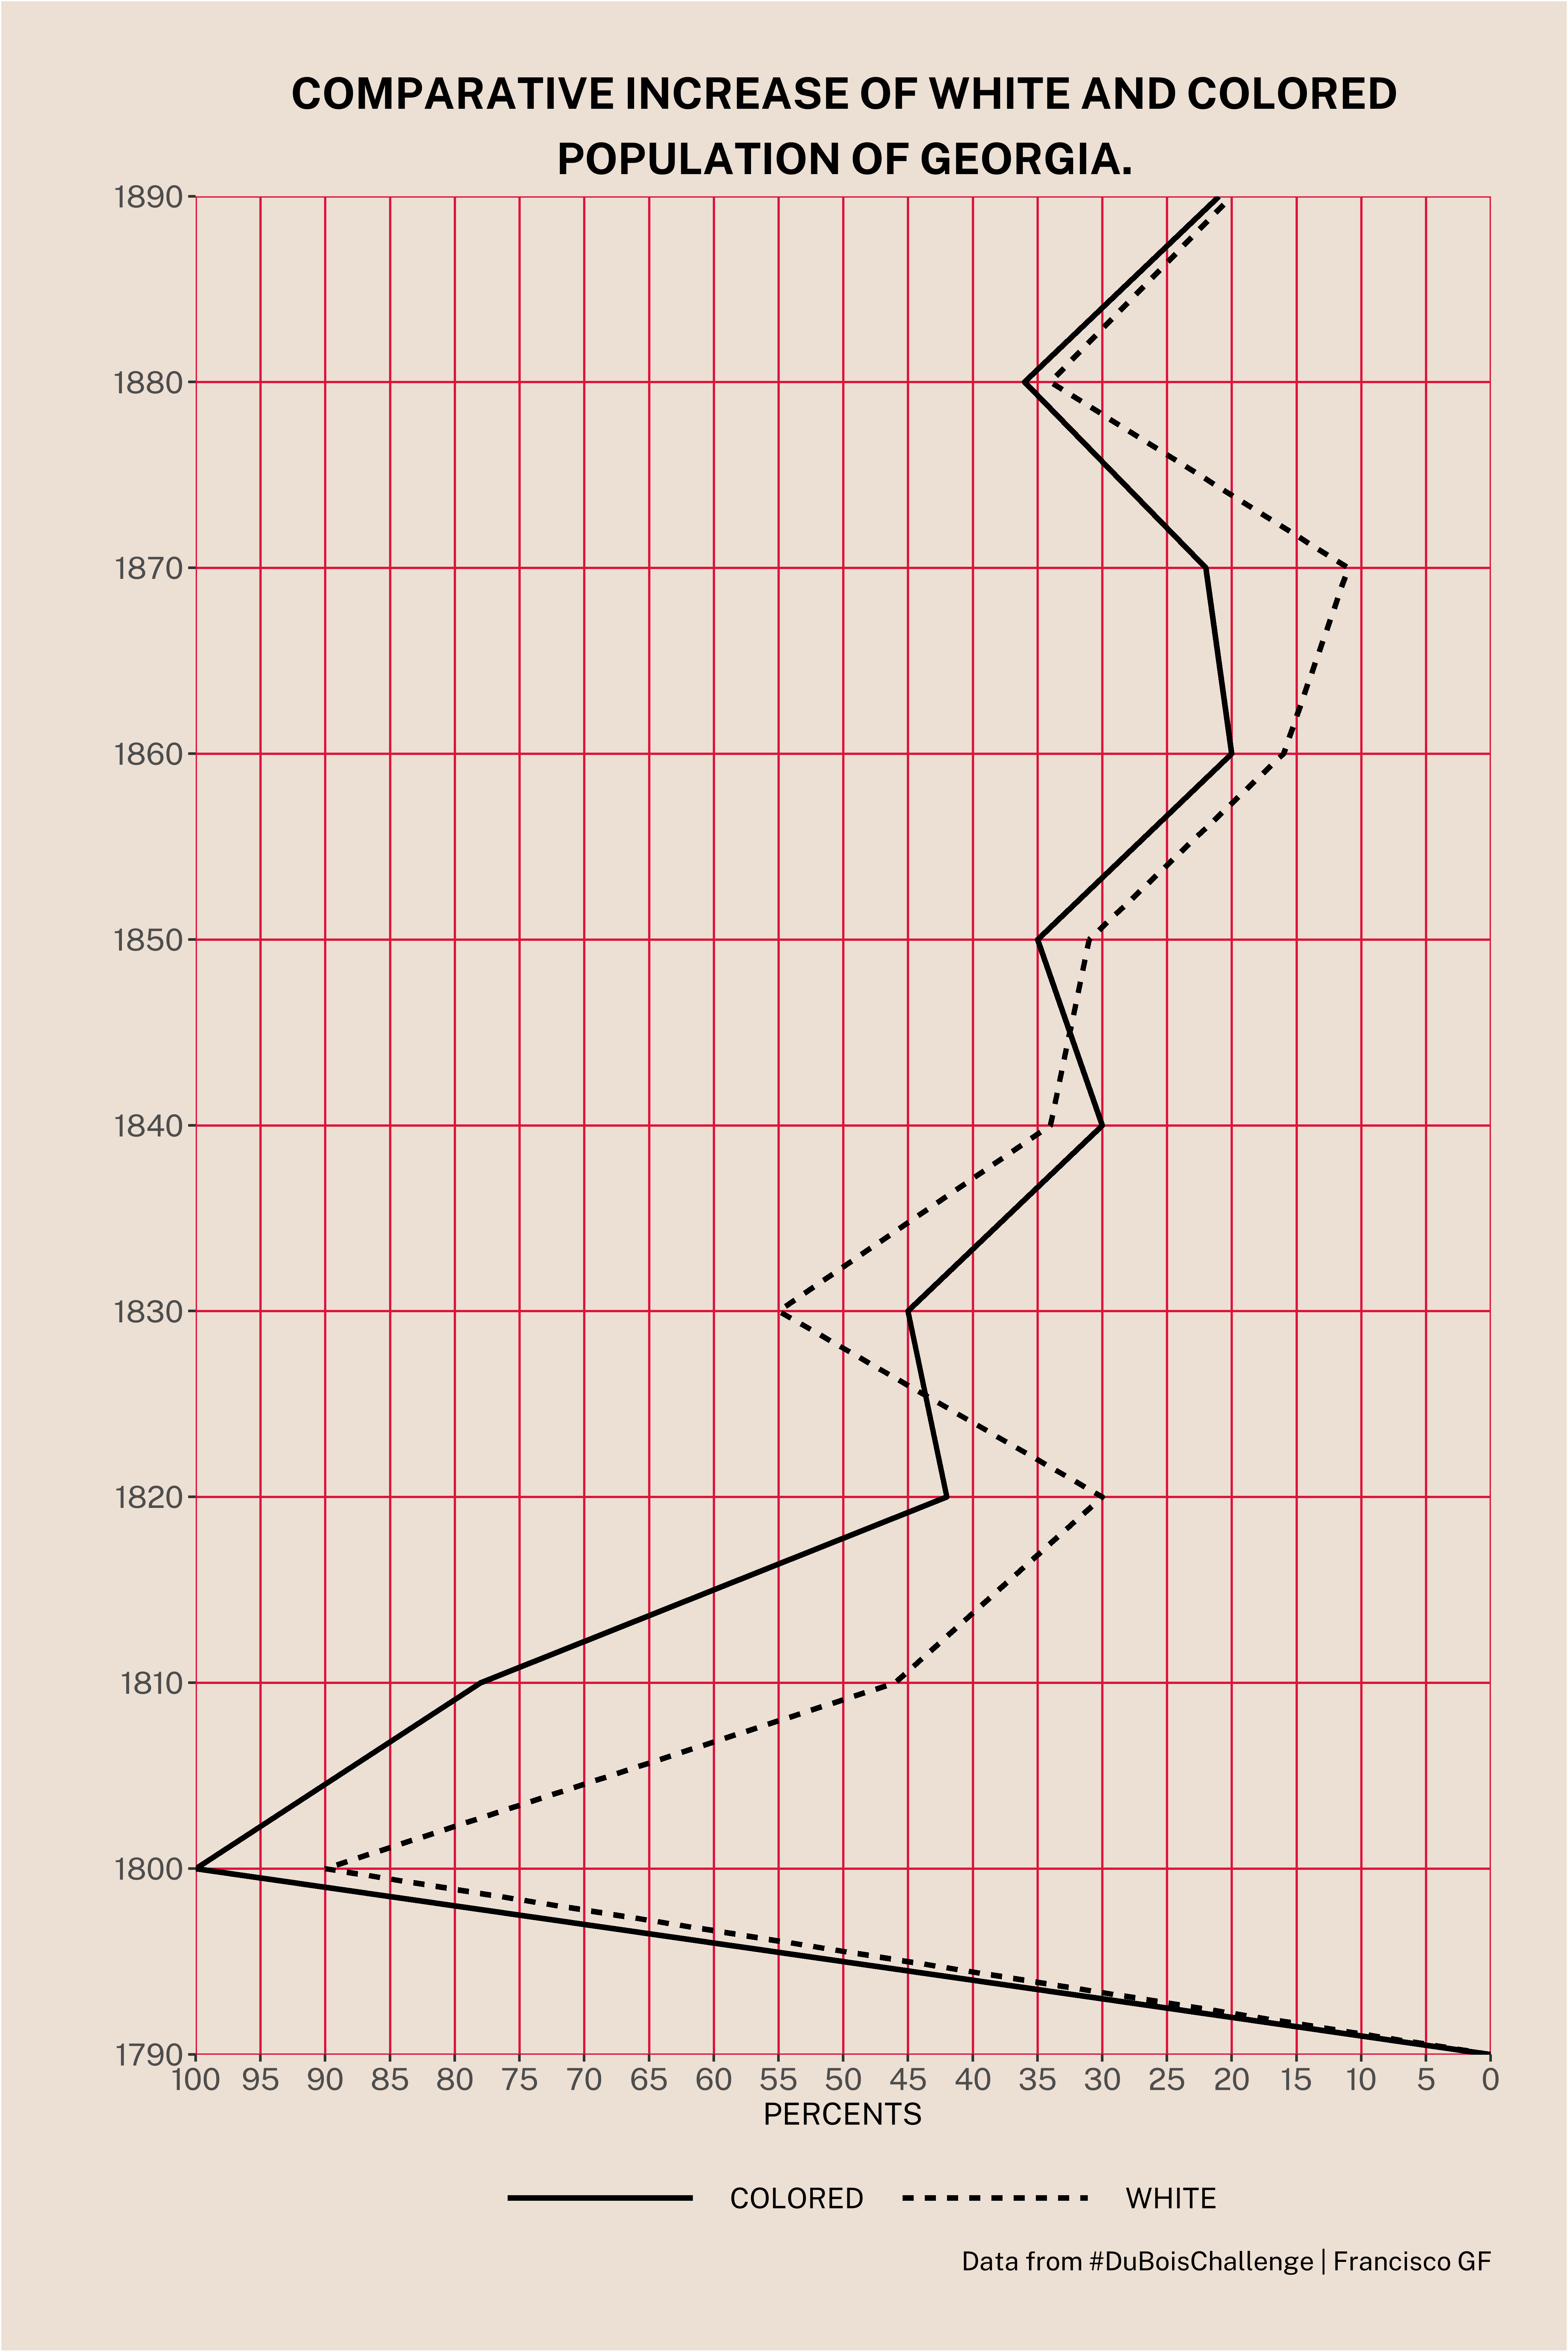 COMPARATIVE INCREASE OF WHITE AND COLORED
POPULATION OF GEORGIA.
1890
1880
1870
1860
1850
1840
1830
1820
1810
1800
1790
100 95 90 85 80 75 70 65 60 55 50 45 40 35 30 25 20 15 10 5 0
PERCENTS
COLORED WHITE
Data from #DuBoisChallenge | Francisco GF